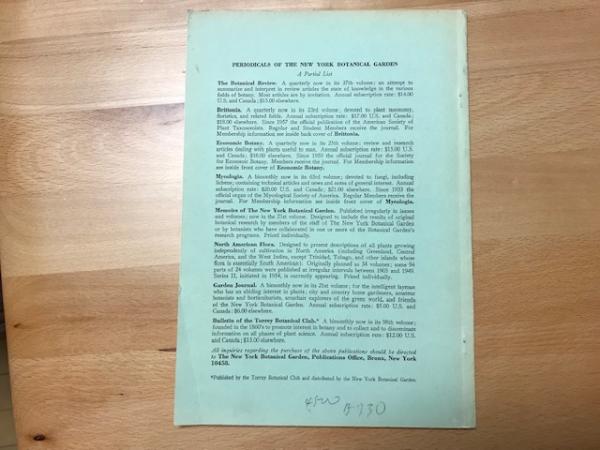 PERIODICALS OF THE NEW YORK BOTANICAL GARDEN
A Partial List
The Botanical Review. A quarterly now in its 37th volume; an attempt to
summarize and interpret in review articles the state of knowledge in the various
fields of botany. Most articles are by invitation. Annual subscription rate: $14.00
U.S. and Canada; $15.00 elsewhere.
Brittonia. A quarterly now in its 23rd volume; devoted to plant taxonomy,
floristics, and related fields. Annual subscription rate: $17.00 U.S. and Canada;
$18.00 elsewhere. Since 1957 the official publication of the American Society of
Plant Taxonomists. Regular and Student Members receive the journal. For
Membership information see inside back cover of Brittonia.
Economic Botany. A quarterly now in its 25th volume; review and research
articles dealing with plants useful to man. Annual subscription rate: $15.00 U.S.
and Canada; $16.00 elsewhere. Since 1959 the official journal for the Society
for Economic Botany. Members receive the journal. For Membership information
see inside front cover of Economic Botany.
Mycologia. A bimonthly now in its 63rd volume; devoted to fungi, including
lichens; containing technical articles and news and notes of general interest. Annual
subscription rate: $20.00 U.S. and Canada; $21.00 elsewhere. Since 1933 the
official organ of the Mycological Society of America. Regular Members receive the
journal. For Membership information see inside front cover of Mycologia.
Memoirs of The New York Botanical Garden. Published irregularly in issues
and volumes; now in the 21st volume. Designed to include the results of original
botanical research by members of the staff of The New York Botanical Garden
or by botanists who have collaborated in one or more of the Botanical Garden's
research programs. Priced individually.
North American Flora. Designed to present descriptions of all plants growing
independently of cultivation in North America (including Greenland, Central
America, and the West Indies, except Trinidad, Tobago, and other islands whose
flora is essentially South American). Originally planned as 34 volumes; some 94
parts of 24 volumes were published at irregular intervals between 1905 and 1949.
Series II, initiated in 1954, is currently appearing. Priced individually.
Garden Journal. A bimonthly now in its 21st volume; for the intelligent layman
who has an abiding interest in plants; city and country home gardeners, amateur
botanists and horticulturists, armchair explorers of the green world, and friends
of the New York Botanical Garden. Annual subscription rate: $5.00 U.S. and
Canada; $6.00 elsewhere.
Bulletin of the Torrey Botanical Club.* A bimonthly now in its 98th volume;
founded in the 1860's to promote interest in botany and to collect and disseminate
information on all phases of plant science. Annual subscription rate: $12.00 U.S.
and Canada; $13.00 elsewhere.
All inquiries regarding the purchase of the above publications should be directed
to The New York Botanical Garden, Publications Office, Bronx, New York
10458.
*Published by the Torrey Botanical Club and distributed by the New York Botanical Garden.